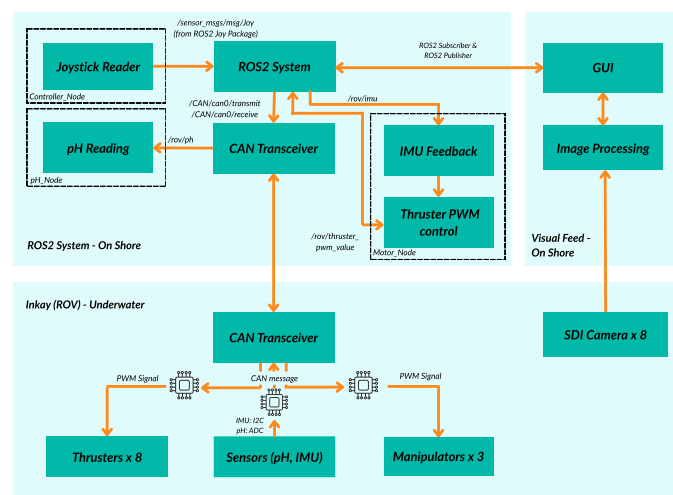 /sensor_msgs/msg/Joy
(from ROS2 Joy Package)
Joystick Reader
Controller_Node
ROS2 System
ROS2 Subscriber &
ROS2 Publisher
GUI
/CAN/can0/transmit
/CAN/can0/receive
/rov/imu
pH Reading
pH_Node
/rov/ph
CAN Transceiver
IMU Feedback
Image Processing
Thruster PWM
control
Motor_Node
/rov/thruster_
pwm_value
ROS2 System - On Shore
Visual Feed -
On Shore
Inkay (ROV) - Underwater
CAN Transceiver
SDI Camera x 8
PWM Signal
CAN message
PWM Signal
IMU: I2C
pH: ADC
Thrusters x 8
Sensors (pH, IMU)
Manipulators x 3